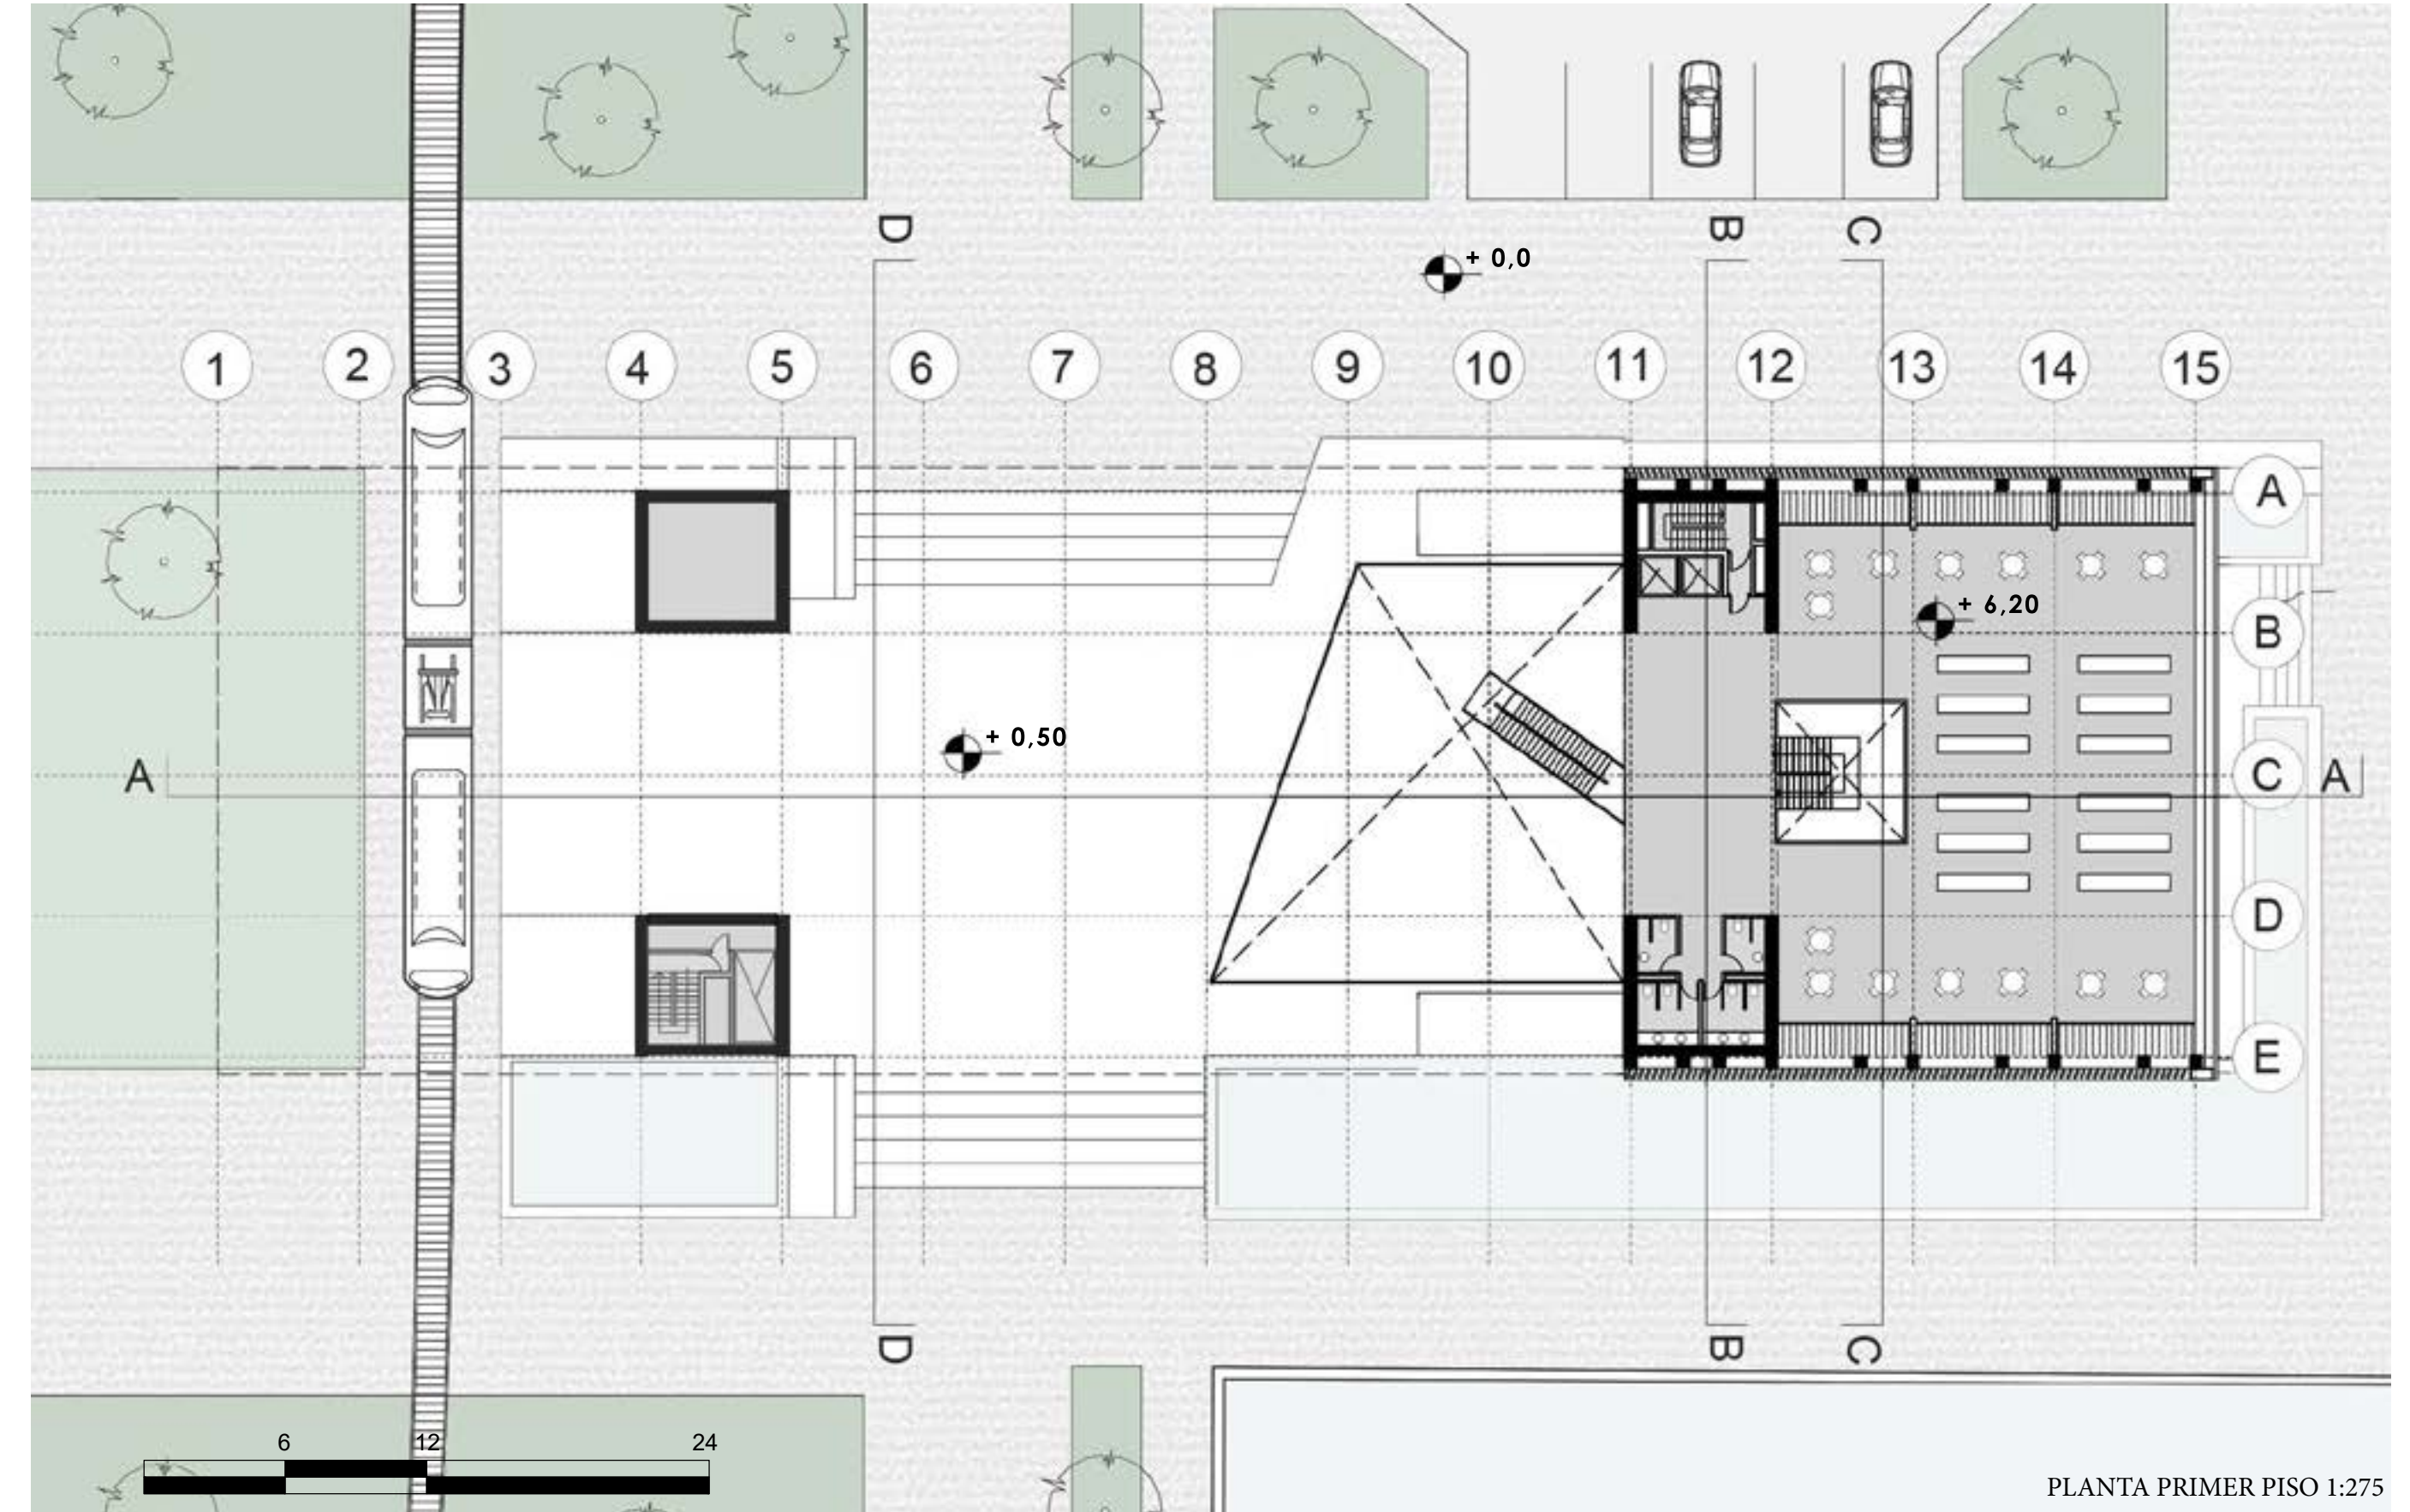 D B C
+ 0,0
1 2 3 4 5 6 7 8 9 10 11 12 13 14 15
A
+ 6,20
B
+ 0,50
A C A
D
E
D B C
6 12 24
PLANTA PRIMER PISO 1:275